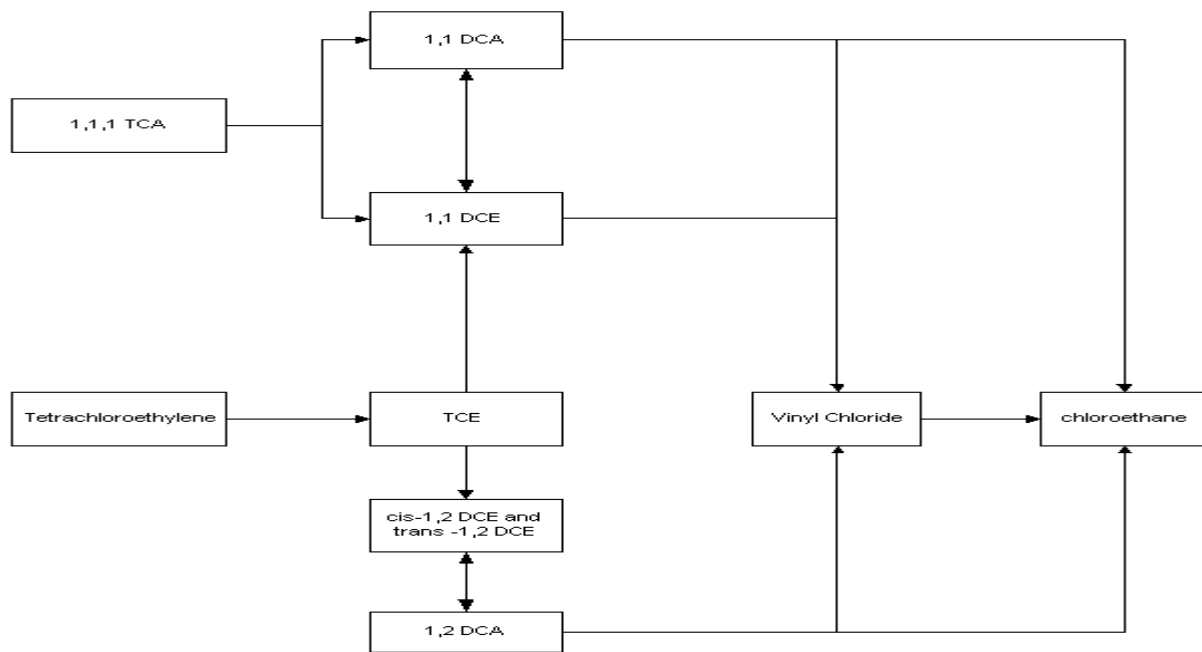 1,1 DCA
1,1,1 TCA
1,1 DCE
Tetrachloroethylene
TCE
Vinyl Chloride
chloroethane
cis-1,2 DCE and
trans -1,2 DCE
1,2 DCA